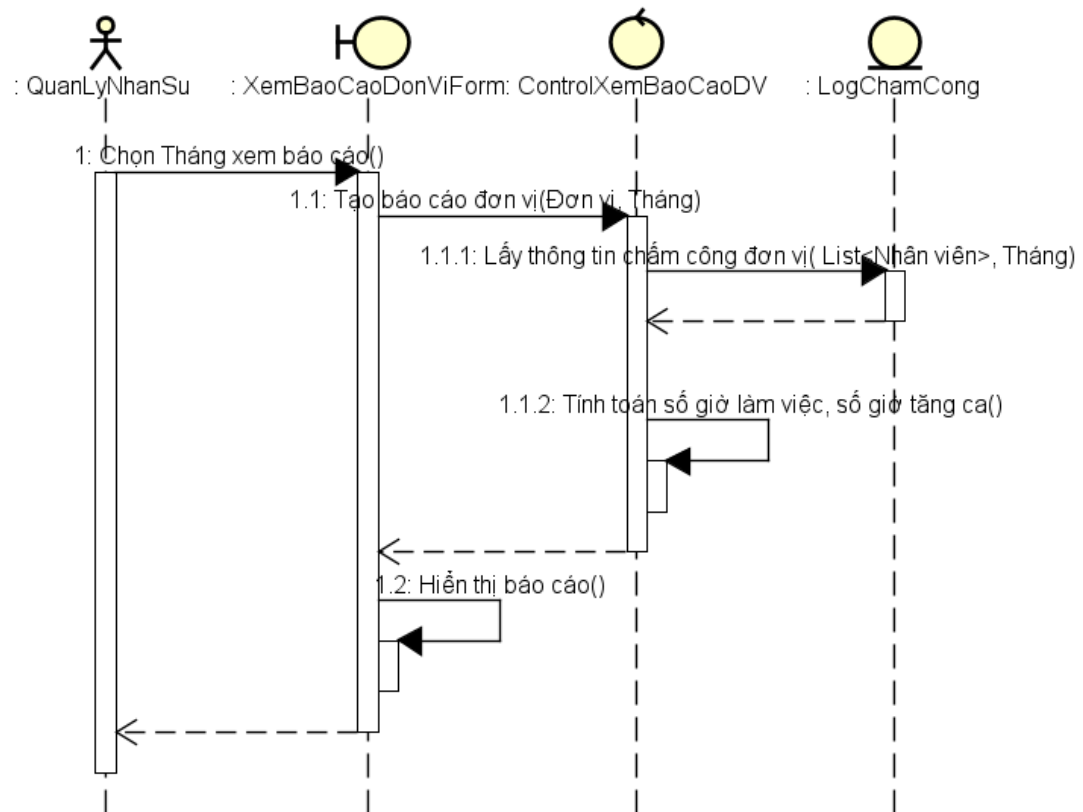 : QuanLyNhanSu
: XemBaoCaoDonViForm
: ControlXemBaoCaoDV
: LogChamCong
1: Chọn Tháng xem báo cáo()
1.1: Tạo báo cáo đơn vị(Đơn vị, Tháng)
1.1.1: Lấy thông tin chấm công đơn vị( List<Nhân viên>, Tháng)
1.1.2: Tính toán số giờ làm việc, số giờ tăng ca()
1.2: Hiển thị báo cáo()